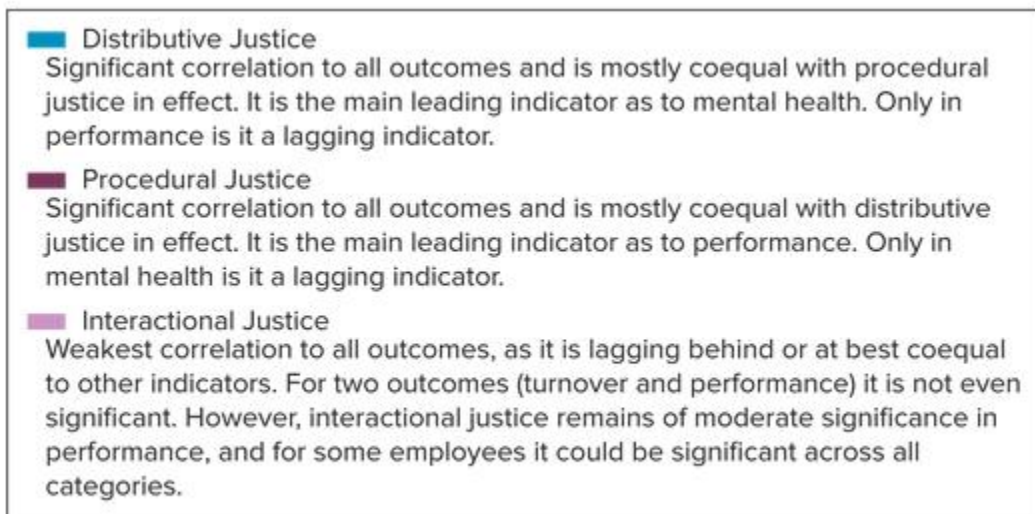 Distributive Justice
Significant correlation to all outcomes and is mostly coequal with procedural
justice in effect. It is the main leading indicator as to mental health. Only in
performance is it a lagging indicator.
Procedural Justice
Significant correlation to all outcomes and is mostly coequal with distributive
justice in effect. It is the main leading indicator as to performance. Only in
mental health is it a lagging indicator.
Interactional Justice
Weakest correlation to all outcomes, as it is lagging behind or at best coequal
to other indicators. For two outcomes (turnover and performance) it is not even
significant. However, interactional justice remains of moderate significance in
performance, and for some employees it could be significant across all
categories.